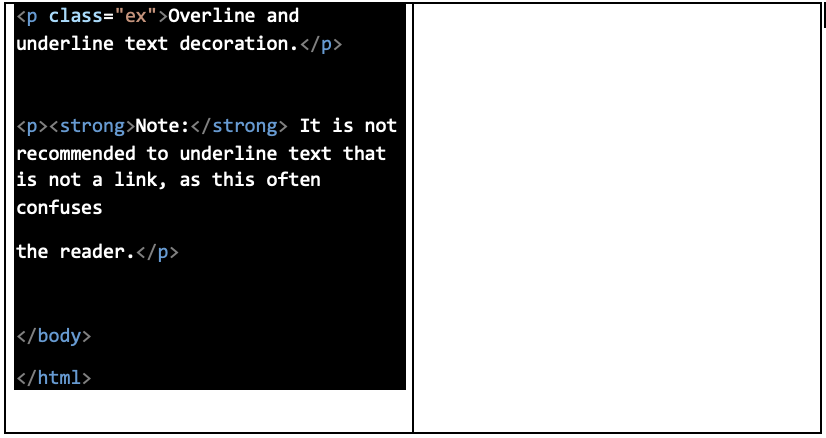 <p class="ex">Overline and
underline text decoration.</p>
<p><strong>Note:</strong> It is not
recommended to underline text that
is not a link, as this often
confuses
the reader.</p>
</body>
</html>